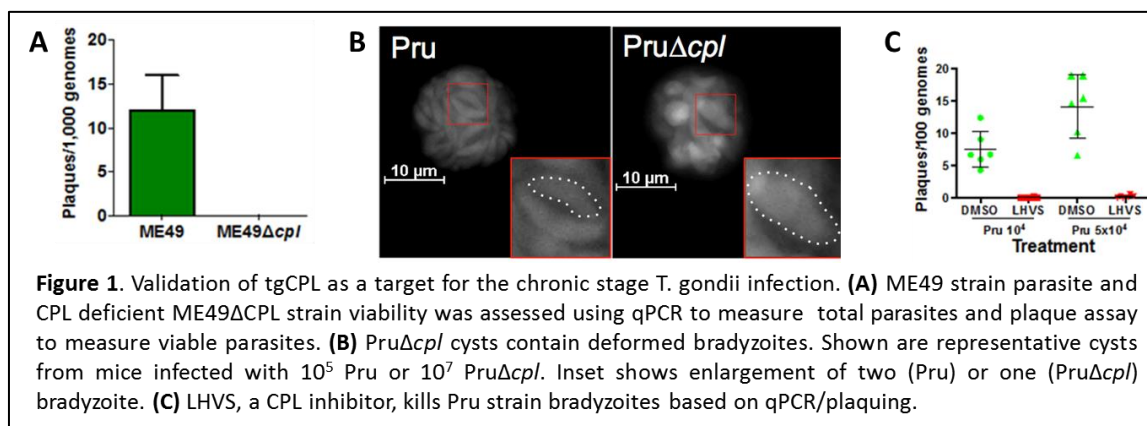 A
Plaques/1,000 genomes
20
15
10
5
0
ME49
ME49Δcpl
B
Pru
10 µm
PruΔcpl
10 µm
C
Plaques/100 genomes
20
15
10
5
0
DMSO LHVS DMSO LHVS
Pru 10⁴ Pru 5x10⁴
Treatment
Figure 1. Validation of tgCPL as a target for the chronic stage T. gondii infection. (A) ME49 strain parasite and
CPL deficient ME49ΔCPL strain viability was assessed using qPCR to measure total parasites and plaque assay
to measure viable parasites. (B) PruΔcpl cysts contain deformed bradyzoites. Shown are representative cysts
from mice infected with 10⁵ Pru or 10⁷ PruΔcpl. Inset shows enlargement of two (Pru) or one (PruΔcpl)
bradyzoite. (C) LHVS, a CPL inhibitor, kills Pru strain bradyzoites based on qPCR/plaquing.